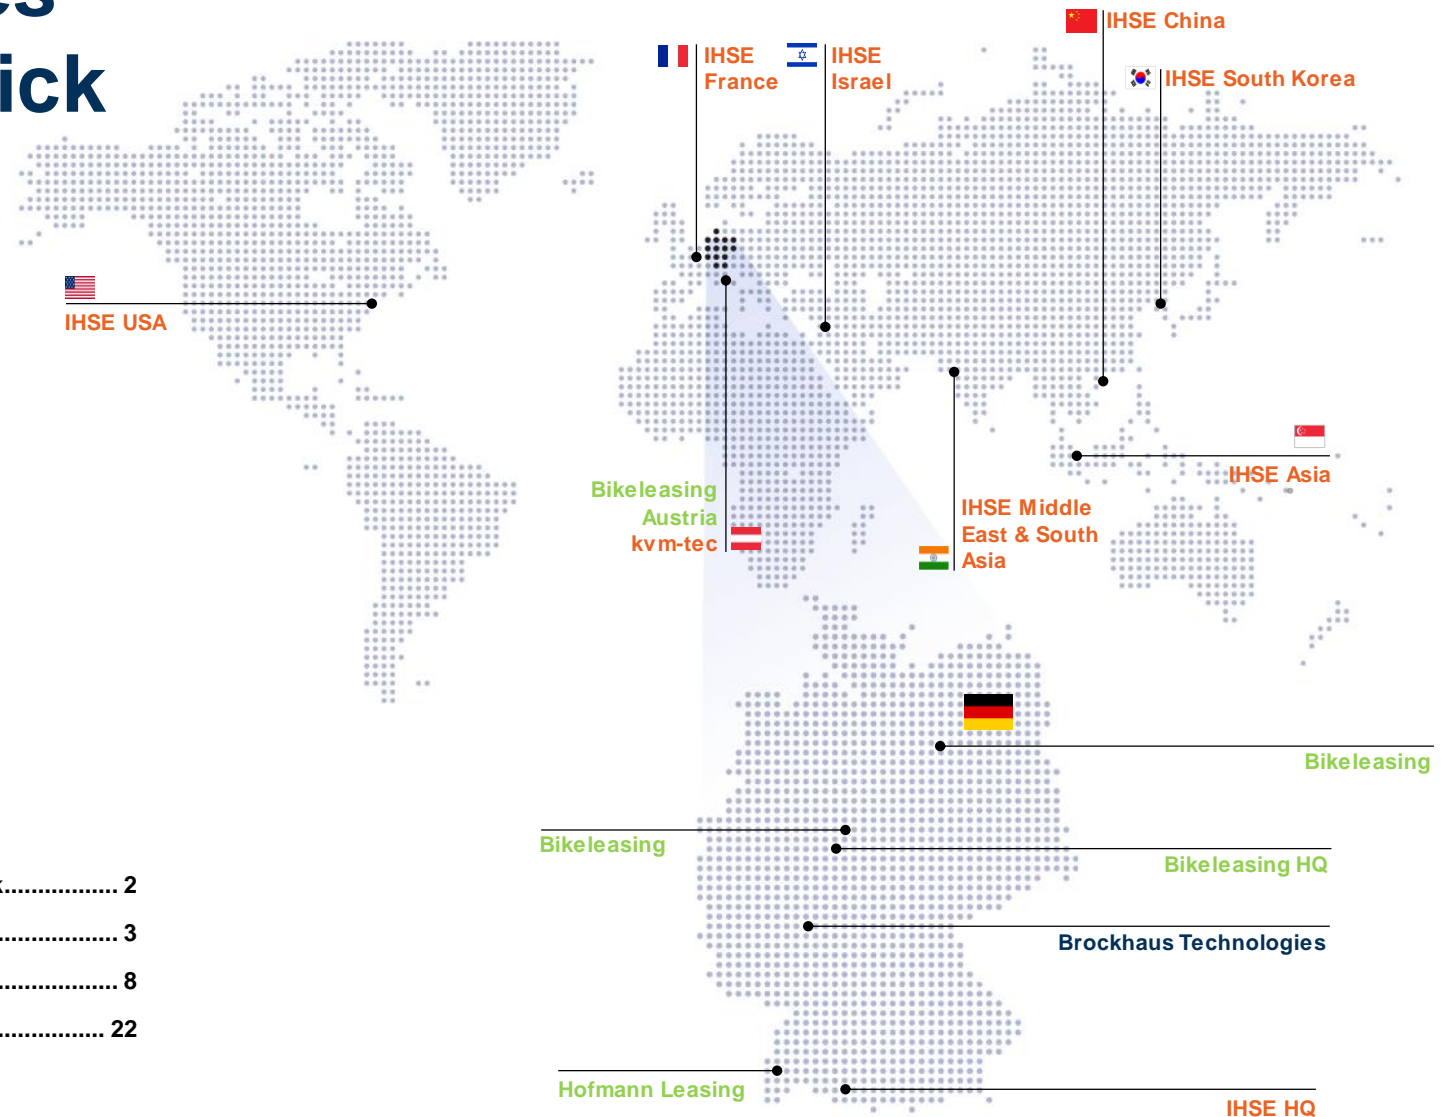 ick
IHSE China
IHSE
France
IHSE
Israel
IHSE South Korea
IHSE USA
IHSE Asia
Bikeleasing
Austria
kvm-tec
IHSE Middle
East & South
Asia
Bikeleasing
Bikeleasing
Bikeleasing HQ
................. 2
Brockhaus Technologies
................. 3
................. 8
................. 22
Hofmann Leasing
IHSE HQ